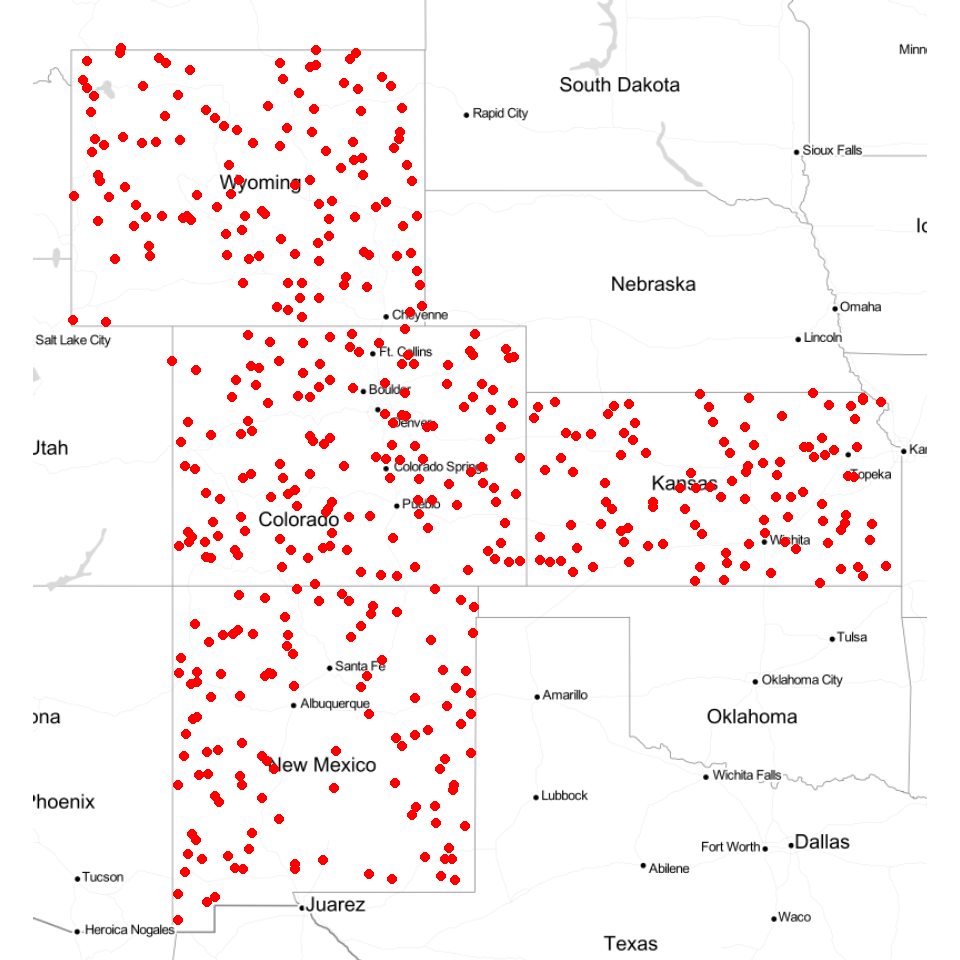 Minn
South Dakota
Rapid City
Sioux Falls
Wyoming
Ic
Nebraska
Omaha
Cheyenne
Lincoln
Salt Lake City
Ft. Collins
Boulder
Denver
Utah
Kar
Colorado Springs
Topeka
Kansas
Pueblo
Colorado
Wichita
Tulsa
Santa Fe
Oklahoma City
Amarillo
Albuquerque
ona
Oklahoma
New Mexico
Wichita Falls
Lubbock
Phoenix
Dallas
Fort Worth
Abilene
Tucson
Juarez
Waco
Heroica Nogales
Texas